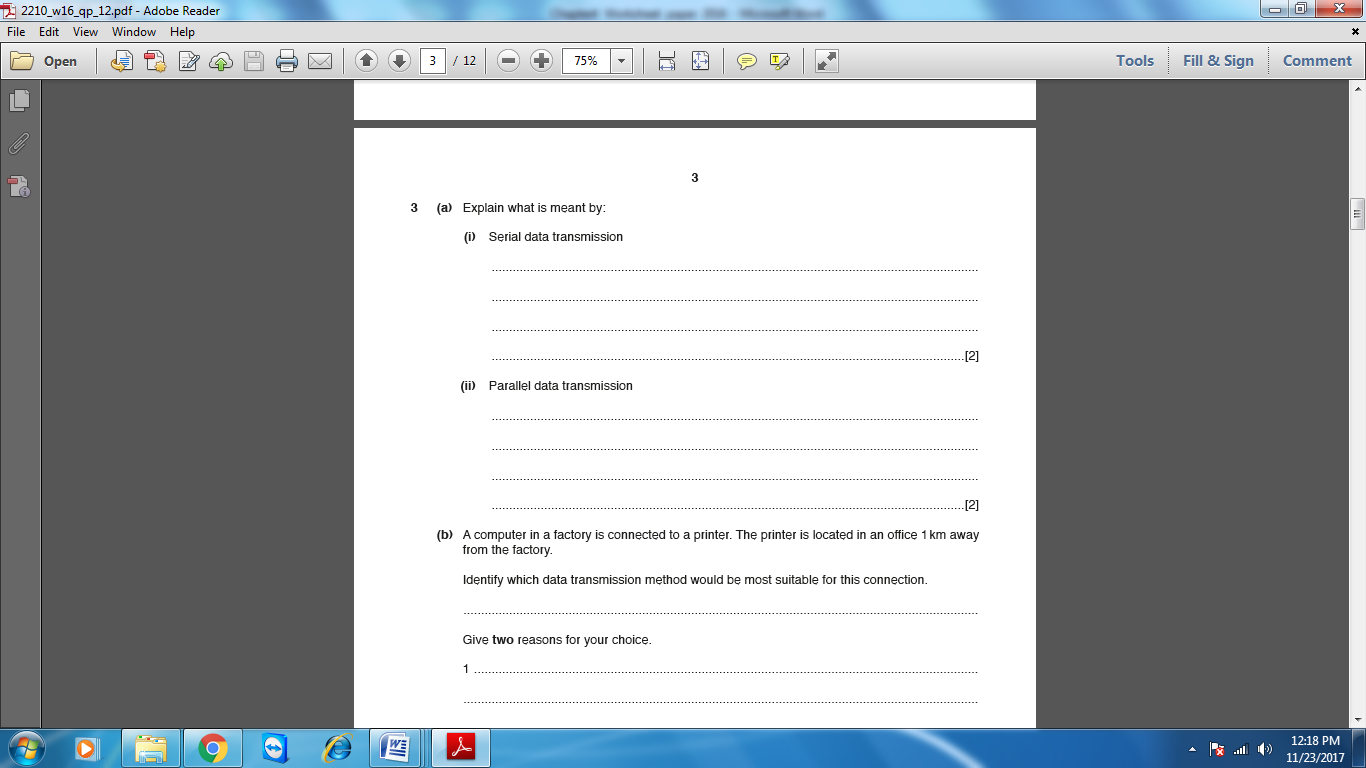 2210_w16_qp_12.pdf - Adobe Reader
File Edit View Window Help
Open 3 / 12 75% Tools Fill & Sign Comment
3
3 (a) Explain what is meant by:
(i) Serial data transmission
[2]
(ii) Parallel data transmission
[2]
(b) A computer in a factory is connected to a printer. The printer is located in an office 1 km away
from the factory.
Identify which data transmission method would be most suitable for this connection.
Give two reasons for your choice.
1
12:18 PM
11/23/2017